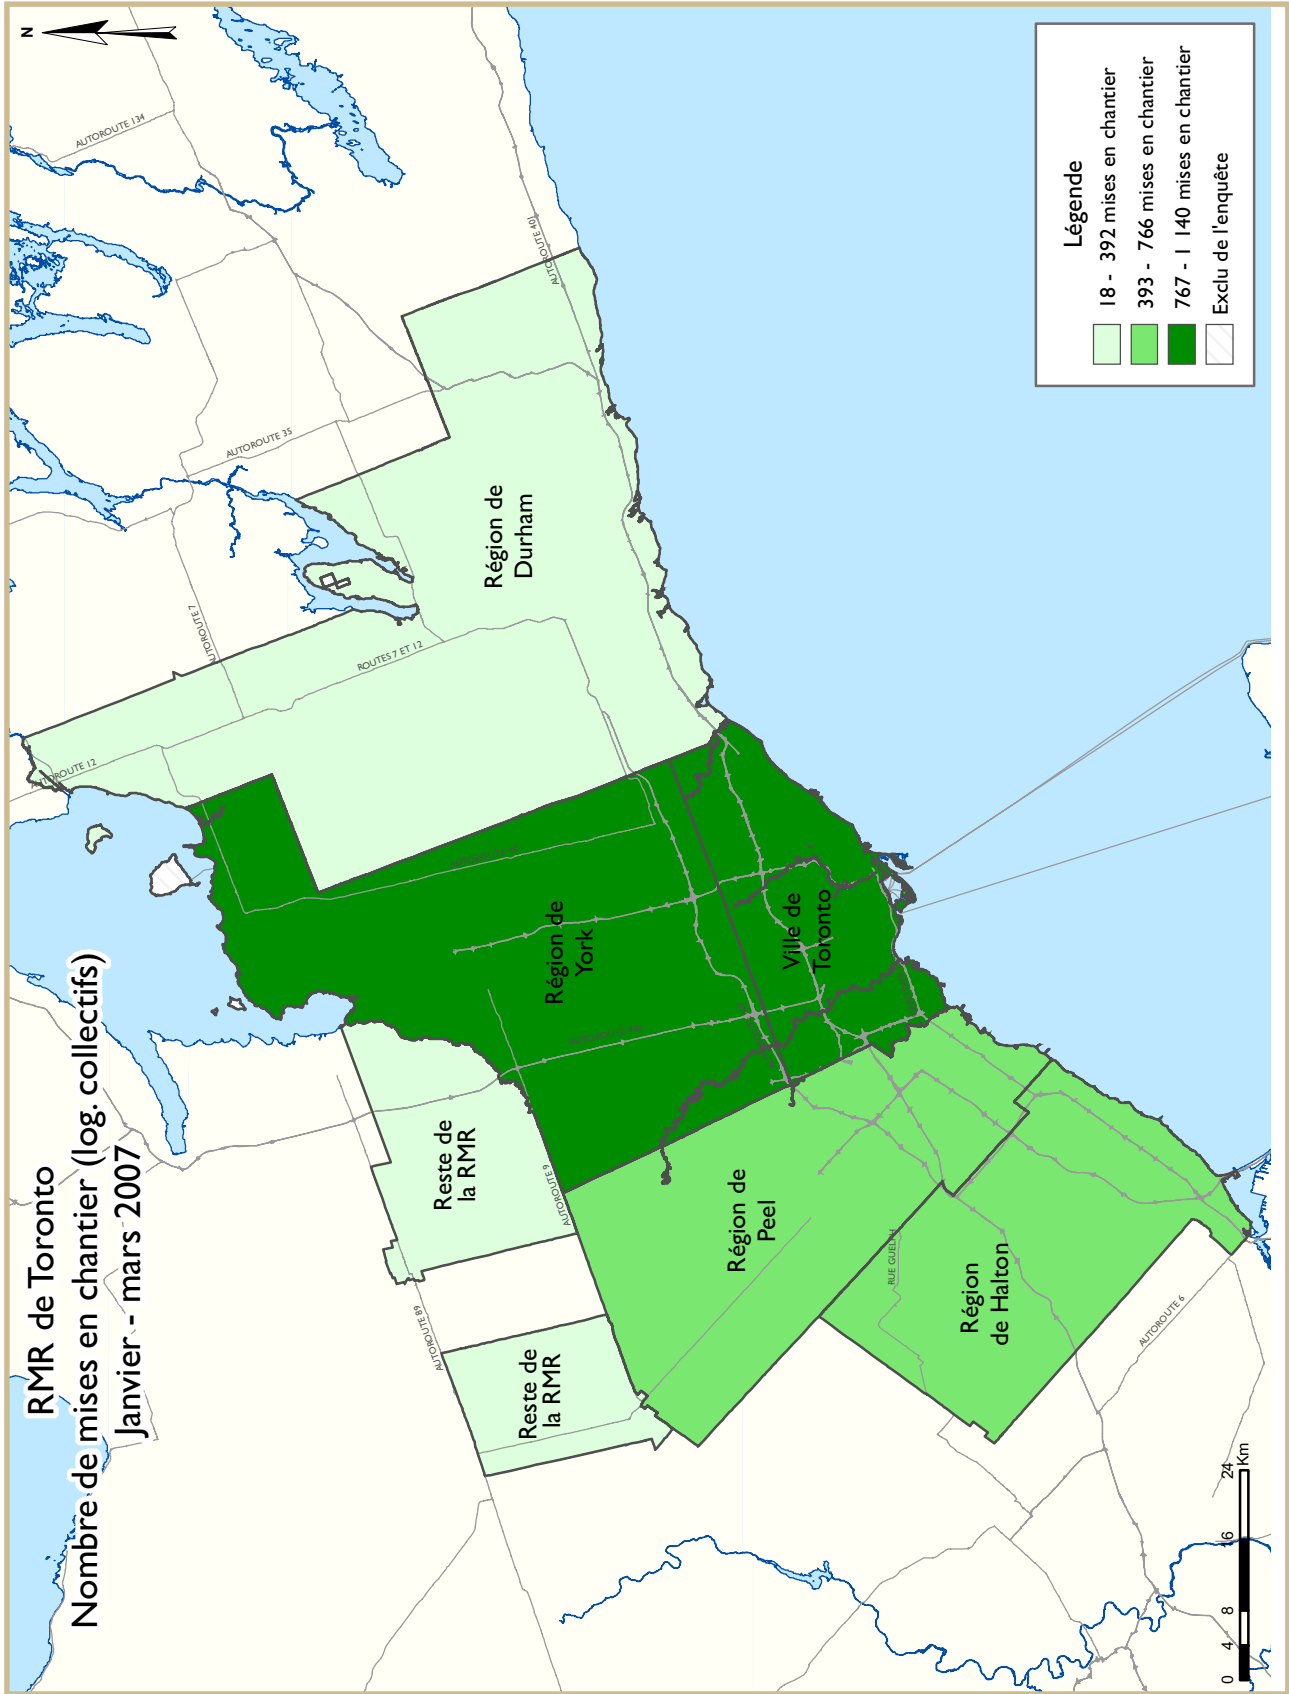 RMR de Toronto
Nombre de mises en chantier (log. collectifs)
Janvier - mars 2007
N
AUTOROUTE 134
AUTOROUTE 401
AUTOROUTE 35
AUTOROUTE 7
ROUTES 7 ET 12
AUTOROUTE 12
Région de
Durham
Région de
York
Ville de
Toronto
Reste de
la RMR
AUTOROUTE 9
Région de
Peel
AUTOROUTE 89
Reste de
la RMR
RUE GUELPH
Région
de Halton
AUTOROUTE 6
Légende
18 - 392 mises en chantier
393 - 766 mises en chantier
767 - 1 140 mises en chantier
Exclu de l'enquête
0 4 8 16 24
Km